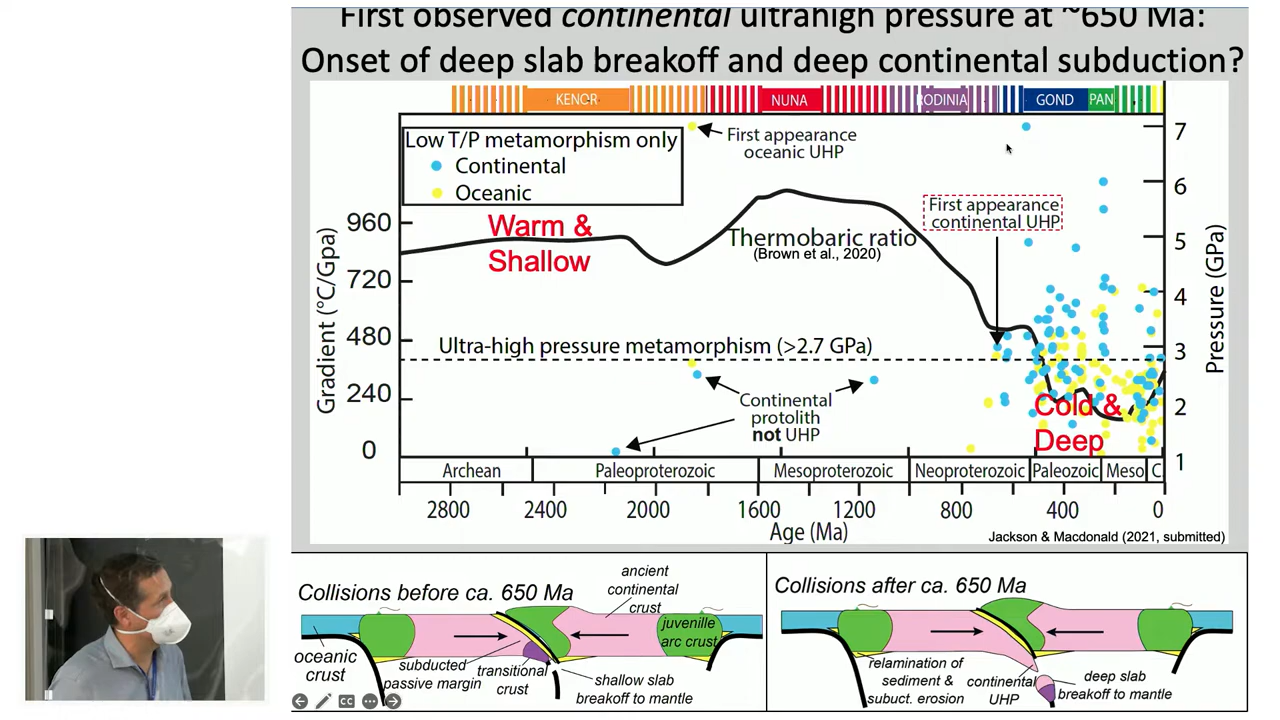 First observed continental ultrahigh pressure at ~650 Ma:
Onset of deep slab breakoff and deep continental subduction?
KENOR
NUNA
RODINIA
GOND
PAN
Low T/P metamorphism only
Continental
Oceanic
First appearance
oceanic UHP
Warm &
Shallow
Thermobaric ratio
(Brown et al., 2020)
First appearance
continental UHP
Ultra-high pressure metamorphism (>2.7 GPa)
Continental
protolith
not UHP
Cold &
Deep
Gradient (°C/Gpa)
960
720
480
240
0
Pressure (GPa)
7
6
5
4
3
2
1
Archean
Paleoproterozoic
Mesoproterozoic
Neoproterozoic
Paleozoic
Meso
C.
2800
2400
2000
1600
1200
800
400
0
Age (Ma)
Jackson & Macdonald (2021, submitted)
Collisions before ca. 650 Ma
ancient
continental
crust
juvenille
arc crust
oceanic
crust
subducted
passive margin
transitional
crust
shallow slab
breakoff to mantle
Collisions after ca. 650 Ma
relamination of
sediment &
subuct. erosion
continental
UHP
deep slab
breakoff to mantle
CC